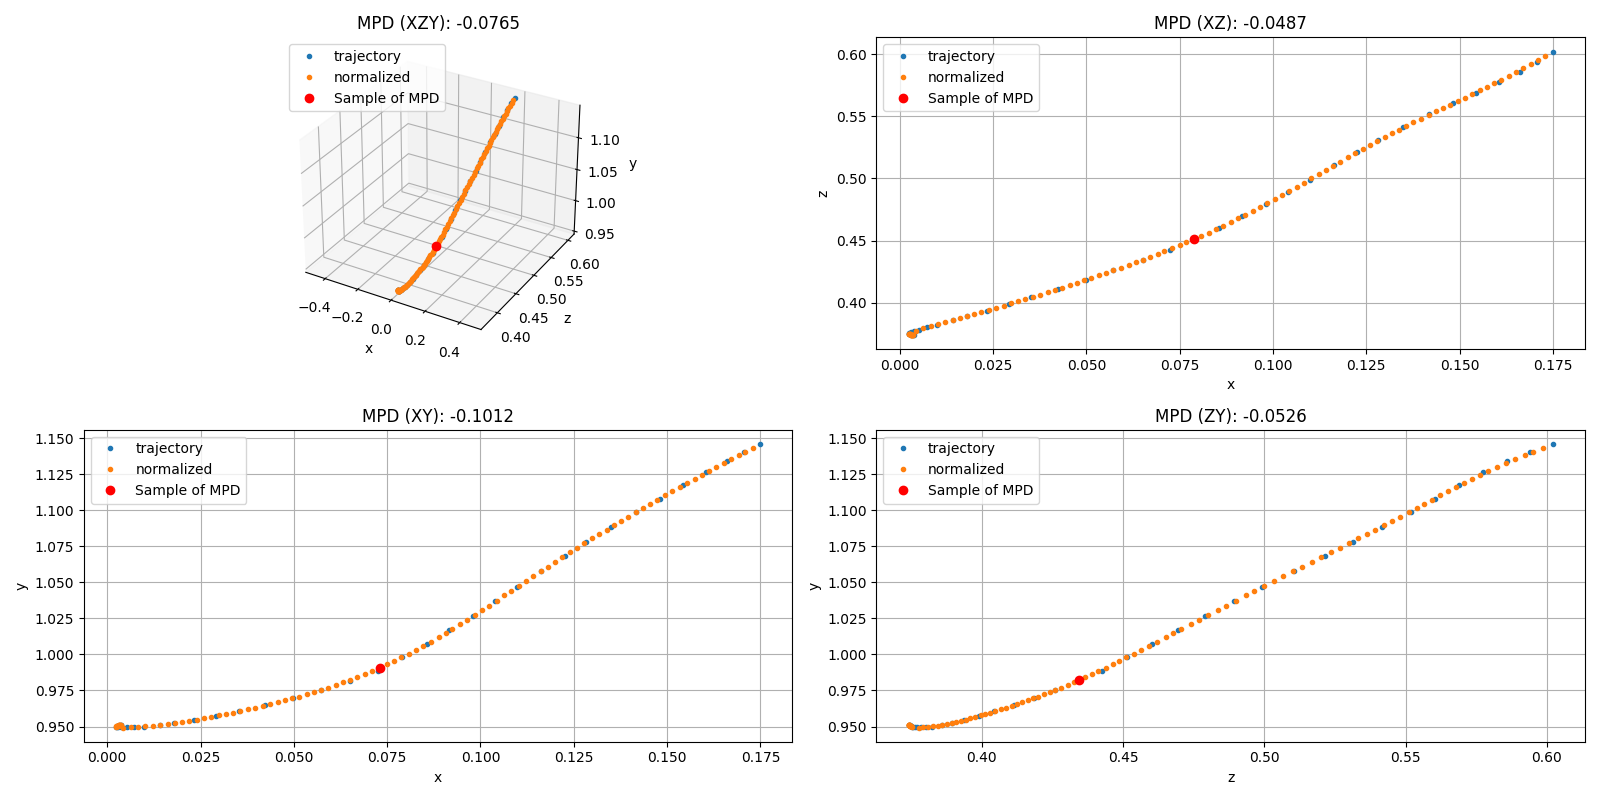 MPD (XZY): -0.0765
trajectory
normalized
Sample of MPD
1.10
1.05
1.00
0.95
y
0.60
0.55
0.50
0.45
0.40
z
−0.4
−0.2
0.0
0.2
0.4
x
MPD (XZ): -0.0487
trajectory
normalized
Sample of MPD
0.60
0.55
0.50
0.45
0.40
z
0.000
0.025
0.050
0.075
0.100
0.125
0.150
0.175
x
MPD (XY): -0.1012
trajectory
normalized
Sample of MPD
1.150
1.125
1.100
1.075
1.050
1.025
1.000
0.975
0.950
y
0.000
0.025
0.050
0.075
0.100
0.125
0.150
0.175
x
MPD (ZY): -0.0526
trajectory
normalized
Sample of MPD
1.150
1.125
1.100
1.075
1.050
1.025
1.000
0.975
0.950
y
0.40
0.45
0.50
0.55
0.60
z